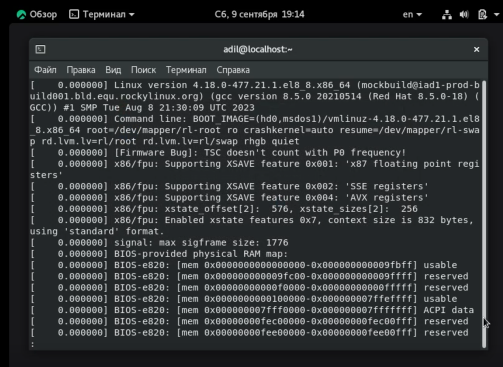 Обзор Терминал Сб, 9 сентября 19:14 en
adil@localhost:~
Файл Правка Вид Поиск Терминал Справка
[    0.000000] Linux version 4.18.0-477.21.1.el8_8.x86_64 (mockbuild@iad1-prod-b
uild001.bld.equ.rockylinux.org) (gcc version 8.5.0 20210514 (Red Hat 8.5.0-18) (
GCC)) #1 SMP Tue Aug 8 21:30:09 UTC 2023
[    0.000000] Command line: BOOT_IMAGE=(hd0,msdos1)/vmlinuz-4.18.0-477.21.1.el8
_8.x86_64 root=/dev/mapper/rl-root ro crashkernel=auto resume=/dev/mapper/rl-swa
p rd.lvm.lv=rl/root rd.lvm.lv=rl/swap rhgb quiet
[    0.000000] [Firmware Bug]: TSC doesn't count with P0 frequency!
[    0.000000] x86/fpu: Supporting XSAVE feature 0x001: 'x87 floating point regi
sters'
[    0.000000] x86/fpu: Supporting XSAVE feature 0x002: 'SSE registers'
[    0.000000] x86/fpu: Supporting XSAVE feature 0x004: 'AVX registers'
[    0.000000] x86/fpu: xstate_offset[2]:  576, xstate_sizes[2]:  256
[    0.000000] x86/fpu: Enabled xstate features 0x7, context size is 832 bytes,
using 'standard' format.
[    0.000000] signal: max sigframe size: 1776
[    0.000000] BIOS-provided physical RAM map:
[    0.000000] BIOS-e820: [mem 0x0000000000000000-0x000000000009fbff] usable
[    0.000000] BIOS-e820: [mem 0x000000000009fc00-0x000000000009ffff] reserved
[    0.000000] BIOS-e820: [mem 0x00000000000f0000-0x00000000000fffff] reserved
[    0.000000] BIOS-e820: [mem 0x0000000000100000-0x000000007ffeffff] usable
[    0.000000] BIOS-e820: [mem 0x000000007fff0000-0x000000007fffffff] ACPI data
[    0.000000] BIOS-e820: [mem 0x00000000fec00000-0x00000000fec00fff] reserved
[    0.000000] BIOS-e820: [mem 0x00000000fee00000-0x00000000fee00fff] reserved
: